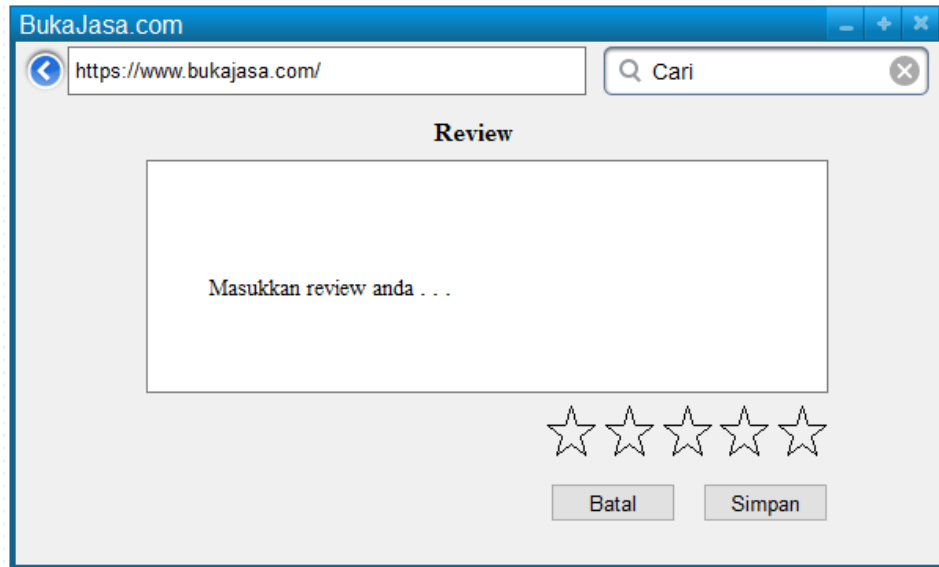 BukaJasa.com
https://www.bukajasa.com/
Cari
Review
Masukkan review anda . . .
Batal
Simpan